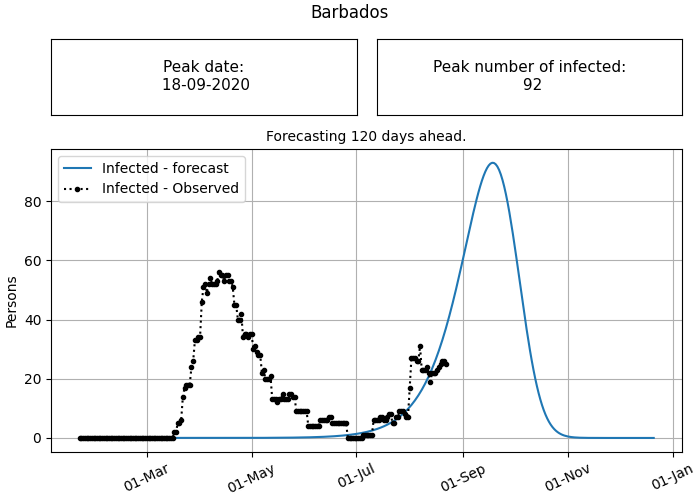 Barbados
Peak date:
18-09-2020
Peak number of infected:
92
Forecasting 120 days ahead.
Infected - forecast
Infected - Observed
Persons
80
60
40
20
0
01-Mar
01-May
01-Jul
01-Sep
01-Nov
01-Jan